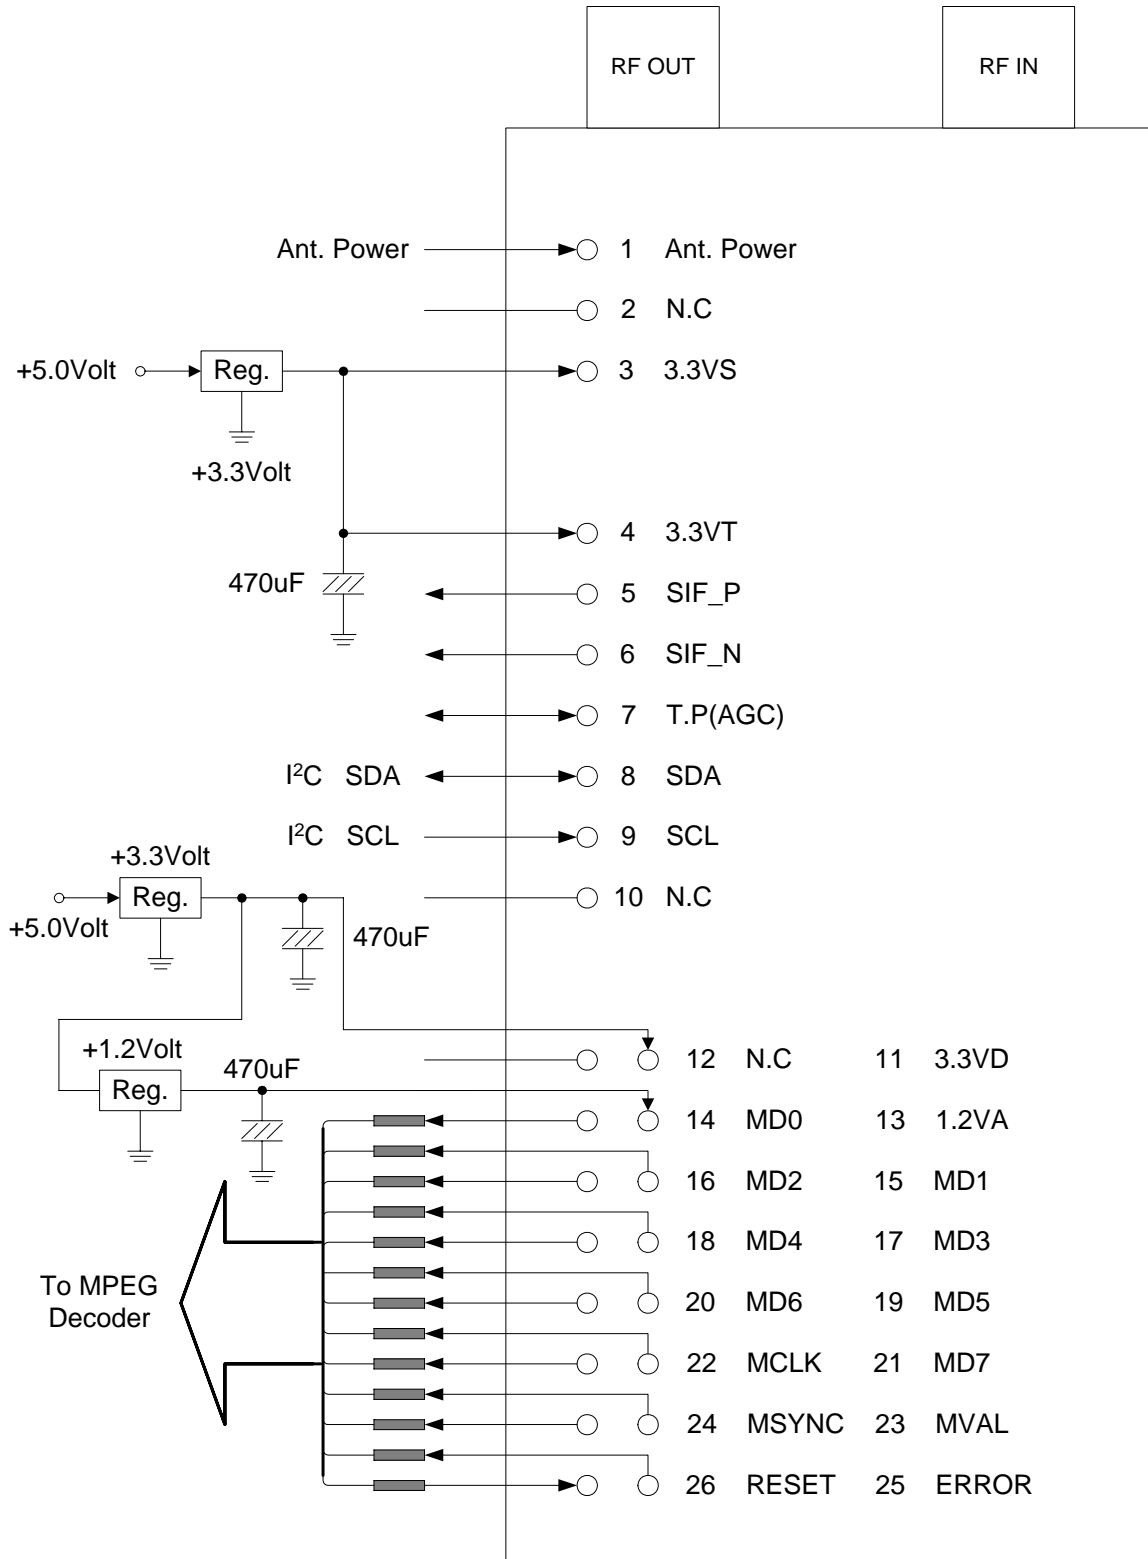 RF OUT
RF IN
Ant. Power
1 Ant. Power
2 N.C
+5.0Volt
Reg.
3 3.3VS
+3.3Volt
4 3.3VT
470uF
5 SIF_P
6 SIF_N
7 T.P(AGC)
I²C SDA
8 SDA
I²C SCL
9 SCL
+3.3Volt
Reg.
10 N.C
+5.0Volt
470uF
+1.2Volt
470uF
12 N.C 11 3.3VD
Reg.
14 MD0 13 1.2VA
16 MD2 15 MD1
18 MD4 17 MD3
To MPEG
Decoder
20 MD6 19 MD5
22 MCLK 21 MD7
24 MSYNC 23 MVAL
26 RESET 25 ERROR